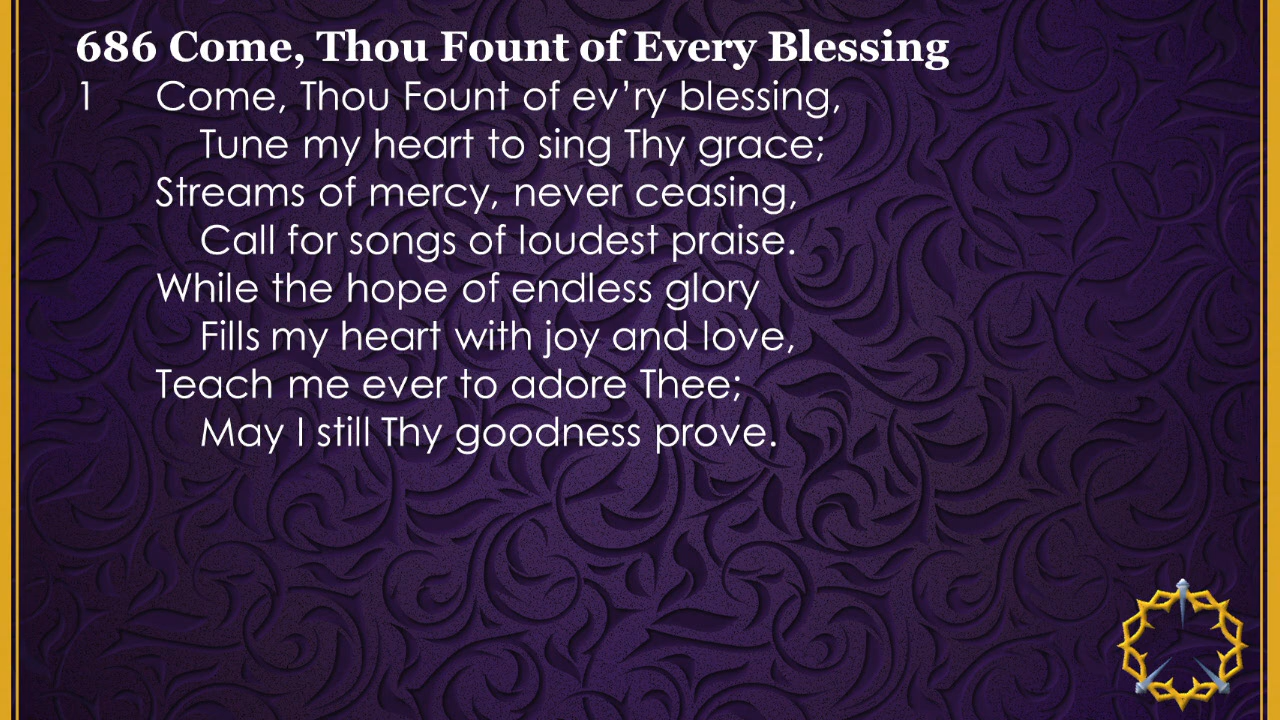 686 Come, Thou Fount of Every Blessing
1 Come, Thou Fount of ev’ry blessing,
Tune my heart to sing Thy grace;
Streams of mercy, never ceasing,
Call for songs of loudest praise.
While the hope of endless glory
Fills my heart with joy and love,
Teach me ever to adore Thee;
May I still Thy goodness prove.